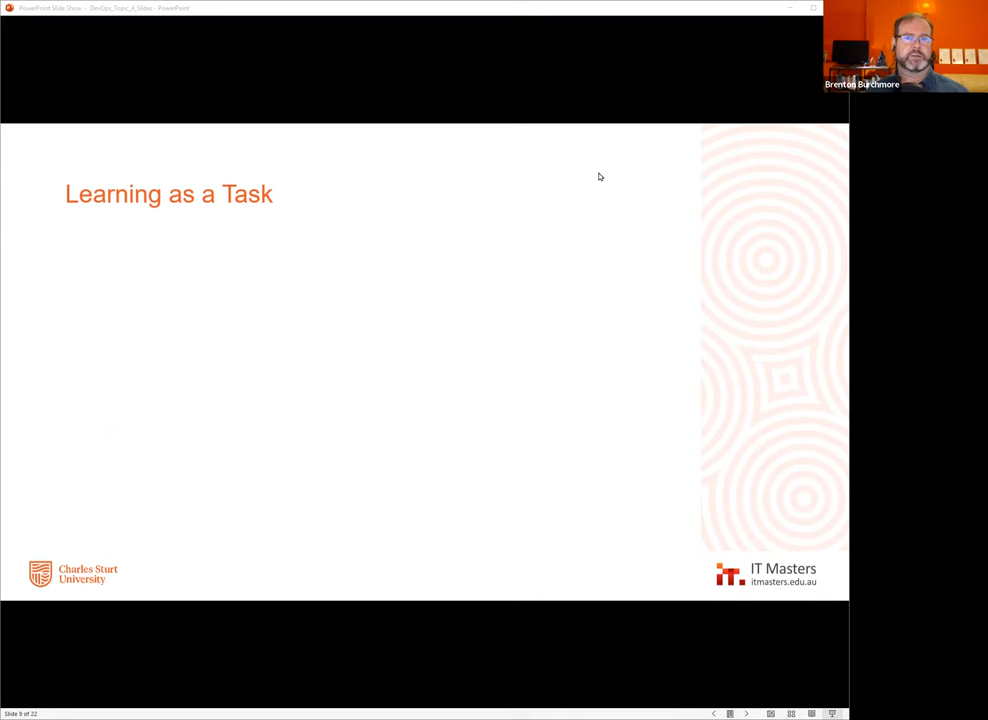 PowerPoint Slide Show - DevOps_Topic_4_Slides - PowerPoint
Brenton Burchmore
Learning as a Task
Charles Sturt
University
IT Masters
itmasters.edu.au
Slide 9 of 22